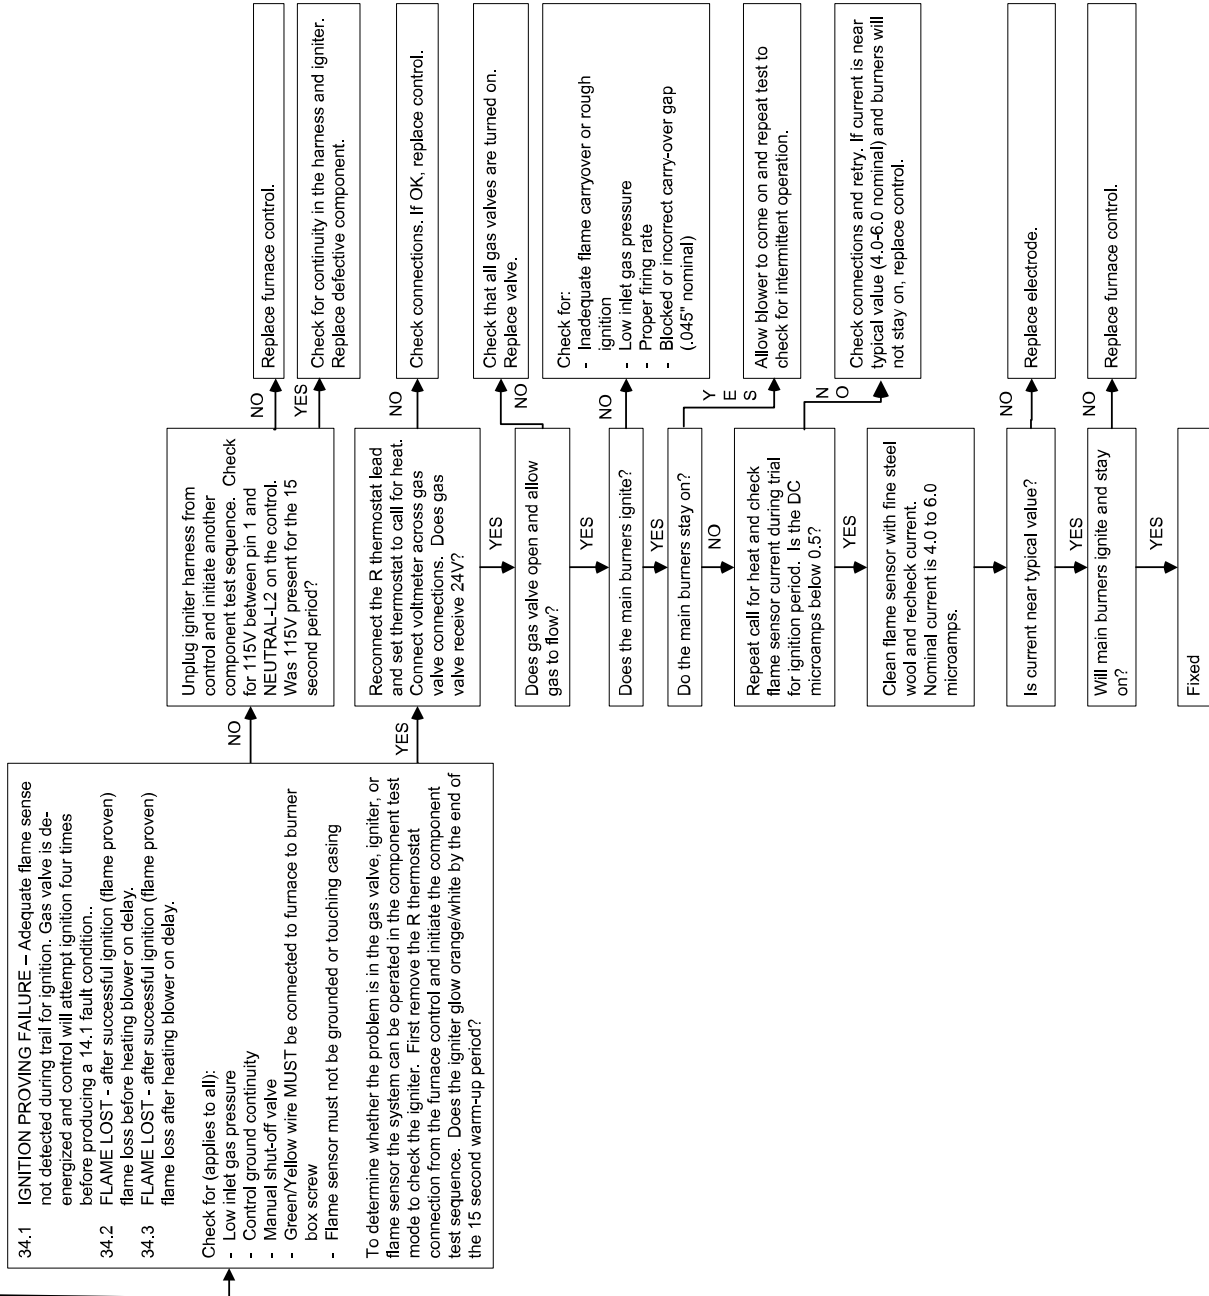 34.1 IGNITION PROVING FAILURE – Adequate flame sense
not detected during trail for ignition. Gas valve is de-
energized and control will attempt ignition four times
before producing a 14.1 fault condition..
34.2 FLAME LOST - after successful ignition (flame proven)
flame loss before heating blower on delay.
34.3 FLAME LOST - after successful ignition (flame proven)
flame loss after heating blower on delay.
Check for (applies to all):
- Low inlet gas pressure
- Control ground continuity
- Manual shut-off valve
- Green/Yellow wire MUST be connected to furnace to burner
box screw
- Flame sensor must not be grounded or touching casing
To determine whether the problem is in the gas valve, igniter, or
flame sensor the system can be operated in the component test
mode to check the igniter. First remove the R thermostat
connection from the furnace control and initiate the component
test sequence. Does the igniter glow orange/white by the end of
the 15 second warm-up period?
NO
Unplug igniter harness from
control and initiate another
component test sequence. Check
for 115V between pin 1 and
NEUTRAL-L2 on the control.
Was 115V present for the 15
second period?
NO
Replace furnace control.
YES
Check for continuity in the harness and igniter.
Replace defective component.
YES
Reconnect the R thermostat lead
and set thermostat to call for heat.
Connect voltmeter across gas
valve connections. Does gas
valve receive 24V?
NO
Check connections. If OK, replace control.
YES
Does gas valve open and allow
gas to flow?
NO
Check that all gas valves are turned on.
Replace valve.
YES
Does the main burners ignite?
NO
Check for:
- Inadequate flame carryover or rough
ignition
- Low inlet gas pressure
- Proper firing rate
- Blocked or incorrect carry-over gap
(.045" nominal)
YES
Do the main burners stay on?
YES
Allow blower to come on and repeat test to
check for intermittent operation.
NO
Repeat call for heat and check
flame sensor current during trial
for ignition period. Is the DC
microamps below 0.5?
NO
Check connections and retry. If current is near
typical value (4.0-6.0 nominal) and burners will
not stay on, replace control.
YES
Clean flame sensor with fine steel
wool and recheck current.
Nominal current is 4.0 to 6.0
microamps.
Is current near typical value?
NO
Replace electrode.
YES
Will main burners ignite and stay
on?
NO
Replace furnace control.
YES
Fixed